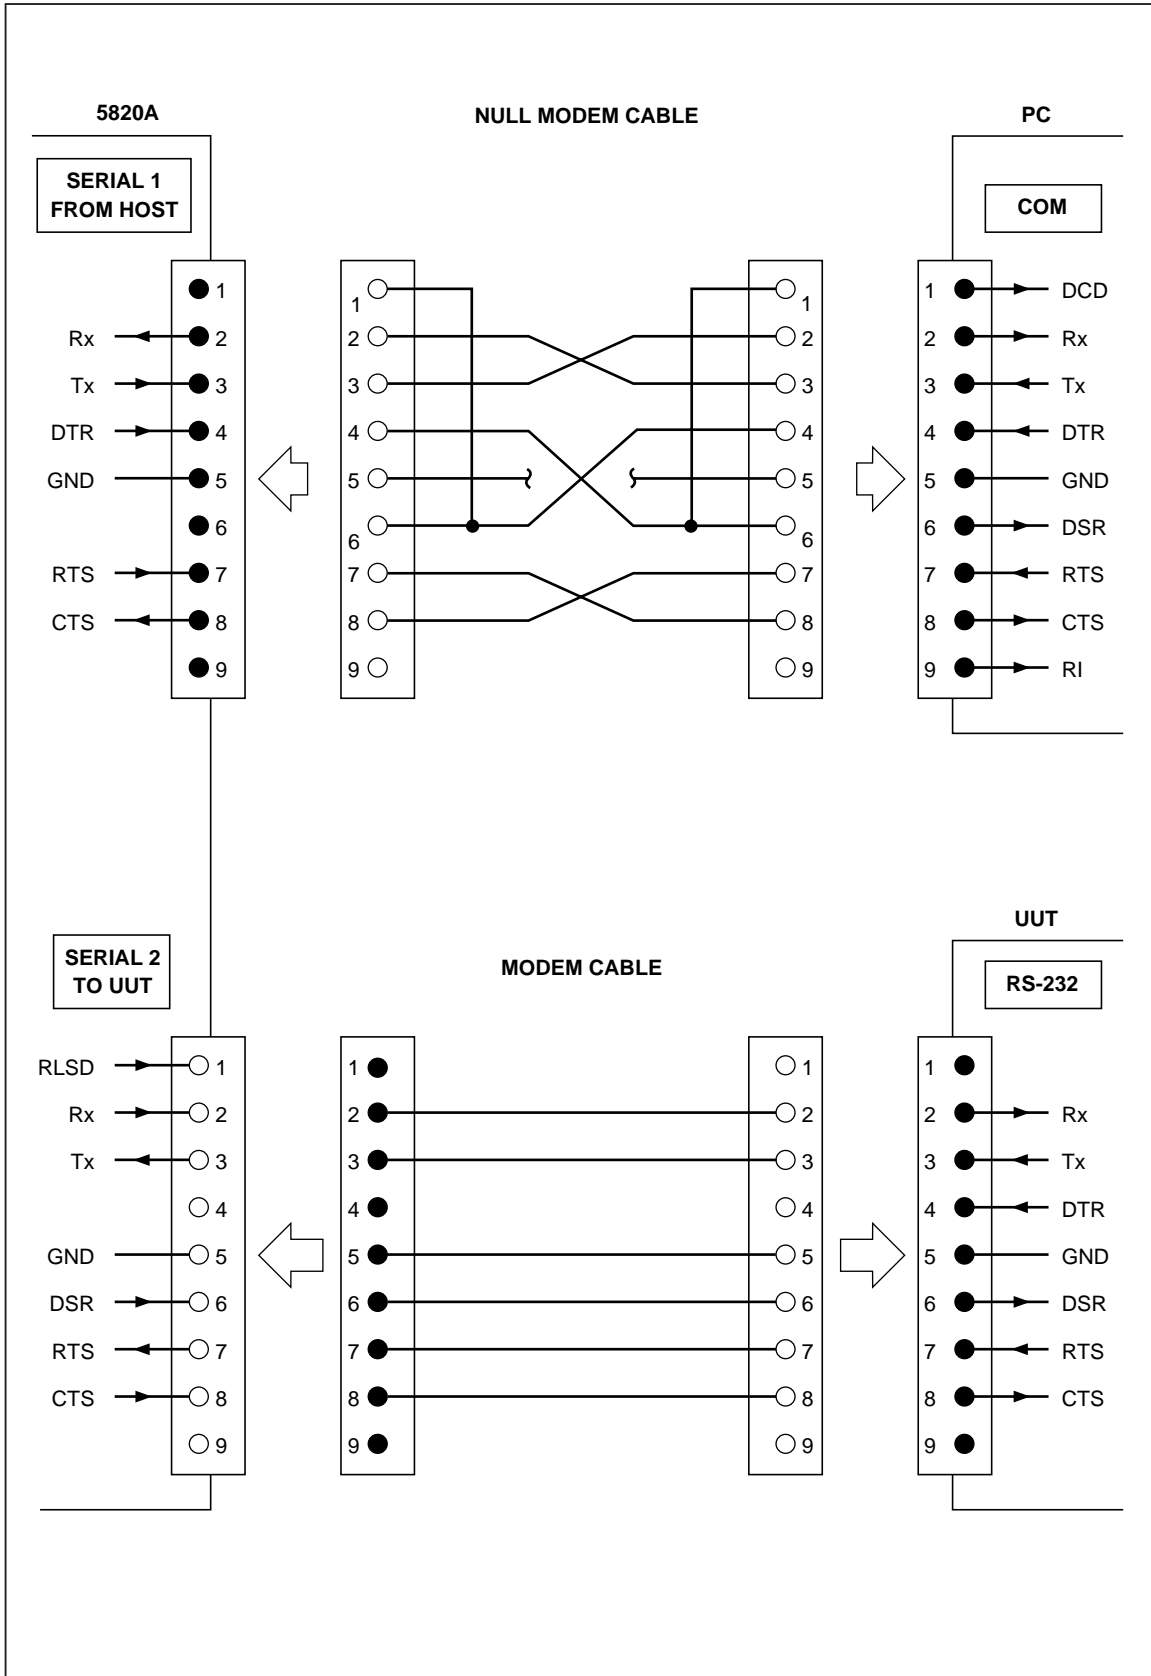 5820A
NULL MODEM CABLE
PC
SERIAL 1
FROM HOST
COM
1 1 1 1 DCD
Rx 2 2 2 2 Rx
Tx 3 3 3 3 Tx
DTR 4 4 4 4 DTR
GND 5 5 5 5 GND
6 6 6 6 DSR
RTS 7 7 7 7 RTS
CTS 8 8 8 8 CTS
9 9 9 9 RI
UUT
SERIAL 2
TO UUT
MODEM CABLE
RS-232
RLSD 1 1 1 1
Rx 2 2 2 2 Rx
Tx 3 3 3 3 Tx
4 4 4 4 DTR
GND 5 5 5 5 GND
DSR 6 6 6 6 DSR
RTS 7 7 7 7 RTS
CTS 8 8 8 8 CTS
9 9 9 9